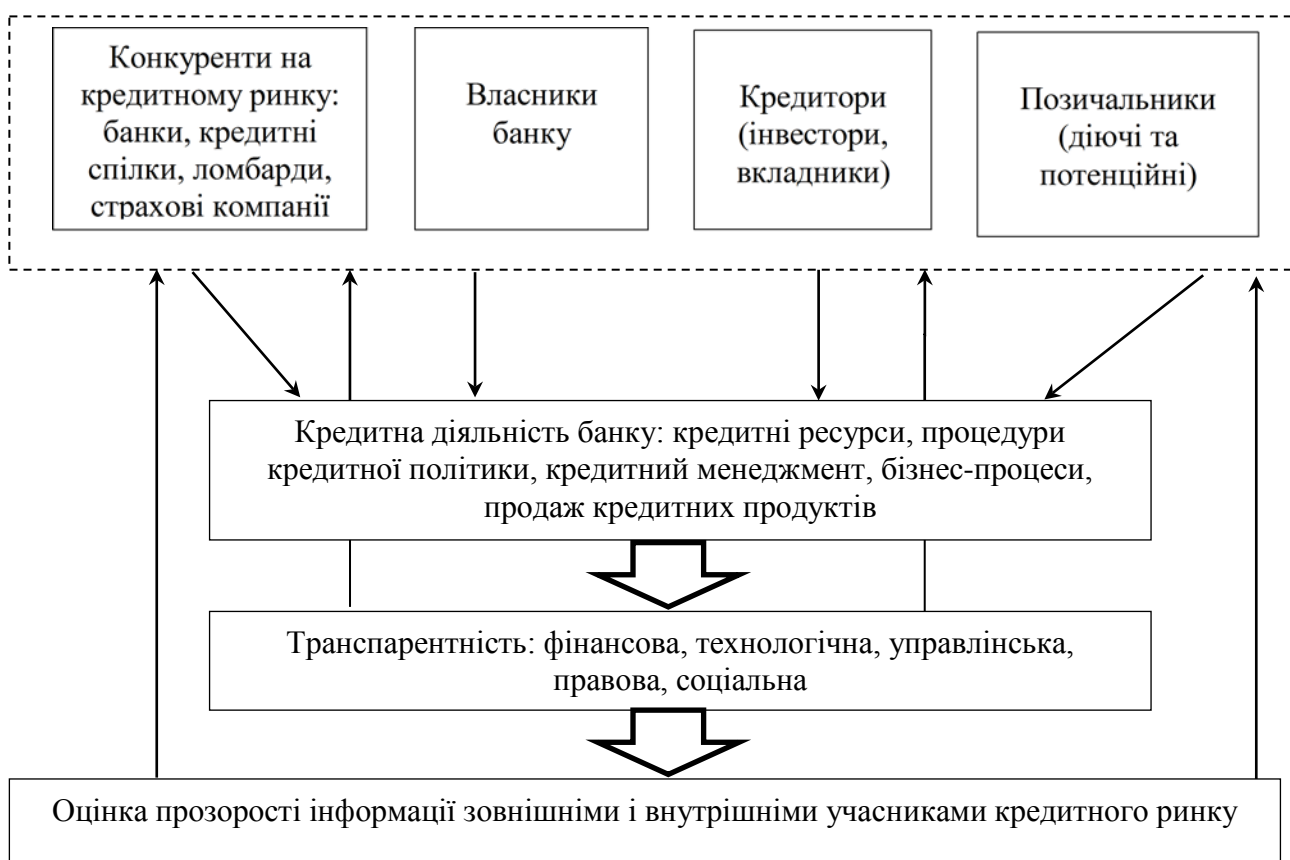 Конкуренти на
кредитному ринку:
банки, кредитні
спілки, ломбарди,
страхові компанії
Власники
банку
Кредитори
(інвестори,
вкладники)
Позичальники
(діючі та
потенційні)
Кредитна діяльність банку: кредитні ресурси, процедури
кредитної політики, кредитний менеджмент, бізнес-процеси,
продаж кредитних продуктів
Транспарентність: фінансова, технологічна, управлінська,
правова, соціальна
Оцінка прозорості інформації зовнішніми і внутрішніми учасниками кредитного ринку